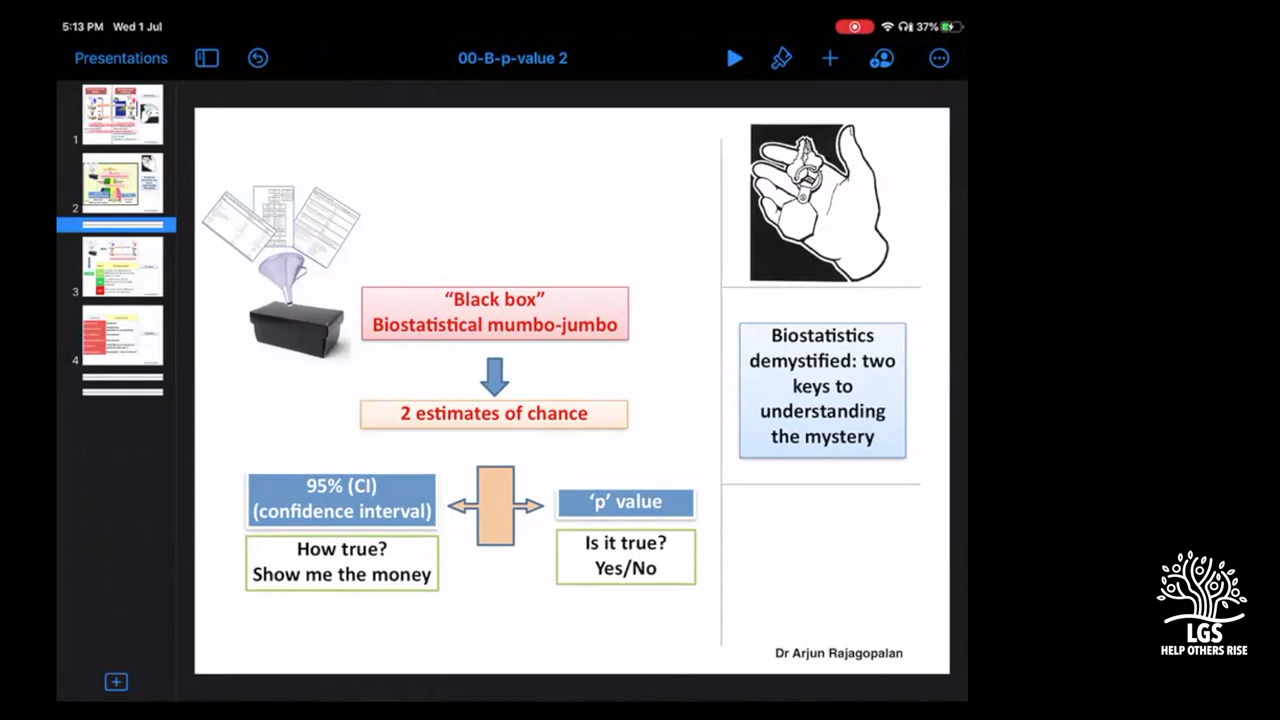 5:13 PM Wed 1 Jul
37%
Presentations
00-B-p-value 2
1
2
3
4
"Black box"
Biostatistical mumbo-jumbo
2 estimates of chance
95% (CI)
(confidence interval)
How true?
Show me the money
'p' value
Is it true?
Yes/No
Biostatistics
demystified: two
keys to
understanding
the mystery
Dr Arjun Rajagopalan
LGS
HELP OTHERS RISE